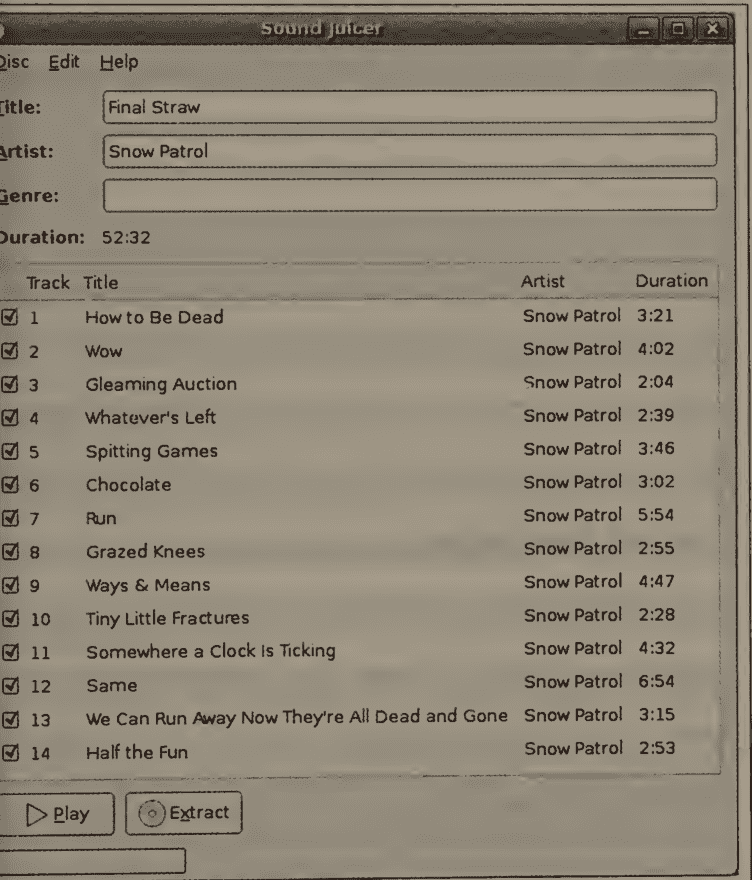 Sound Juicer
Disc Edit Help
Title: Final Straw
Artist: Snow Patrol
Genre:
Duration: 52:32
Track Title Artist Duration
1 How to Be Dead Snow Patrol 3:21
2 Wow Snow Patrol 4:02
3 Gleaming Auction Snow Patrol 2:04
4 Whatever's Left Snow Patrol 2:39
5 Spitting Games Snow Patrol 3:46
6 Chocolate Snow Patrol 3:02
7 Run Snow Patrol 5:54
8 Grazed Knees Snow Patrol 2:55
9 Ways & Means Snow Patrol 4:47
10 Tiny Little Fractures Snow Patrol 2:28
11 Somewhere a Clock Is Ticking Snow Patrol 4:32
12 Same Snow Patrol 6:54
13 We Can Run Away Now They're All Dead and Gone Snow Patrol 3:15
14 Half the Fun Snow Patrol 2:53
Play Extract